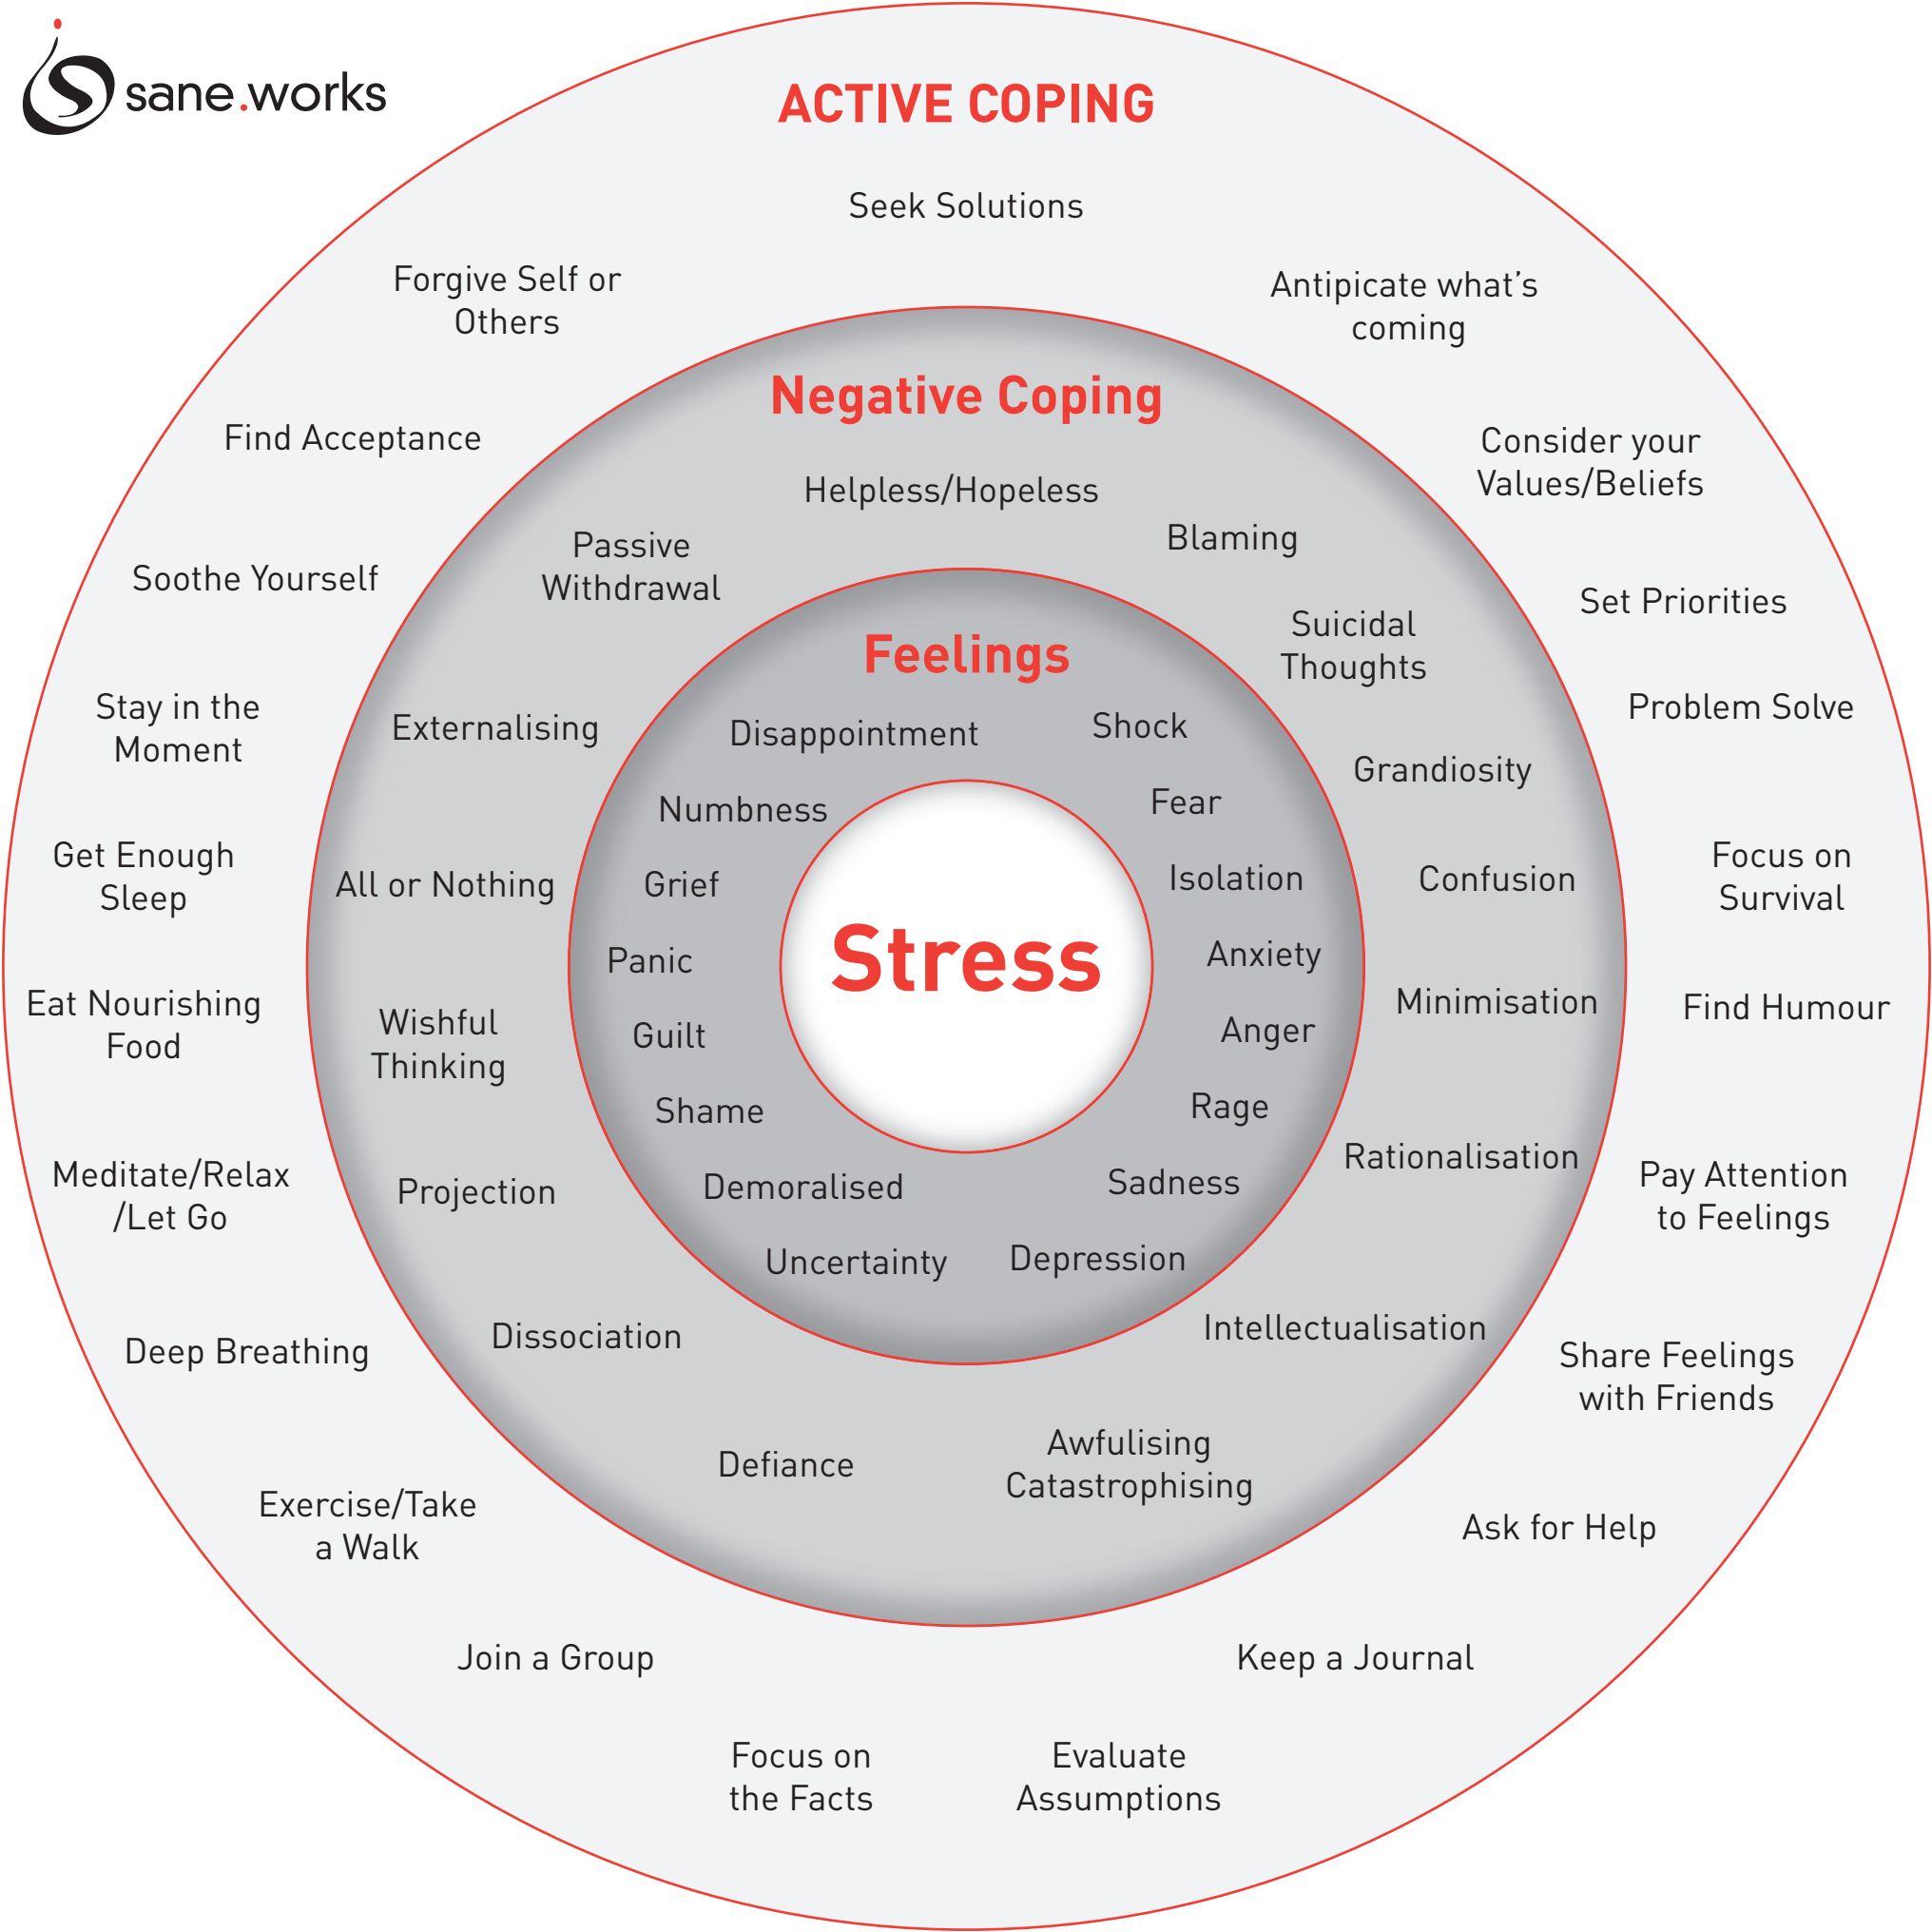 sane.works
ACTIVE COPING
Seek Solutions
Antipicate what's
coming
Consider your
Values/Beliefs
Set Priorities
Problem Solve
Focus on
Survival
Find Humour
Pay Attention
to Feelings
Share Feelings
with Friends
Ask for Help
Keep a Journal
Evaluate
Assumptions
Focus on
the Facts
Join a Group
Exercise/Take
a Walk
Deep Breathing
Meditate/Relax
/Let Go
Eat Nourishing
Food
Get Enough
Sleep
Stay in the
Moment
Soothe Yourself
Find Acceptance
Forgive Self or
Others
Negative Coping
Helpless/Hopeless
Blaming
Suicidal
Thoughts
Grandiosity
Confusion
Minimisation
Rationalisation
Intellectualisation
Awfulising
Catastrophising
Defiance
Dissociation
Projection
Wishful
Thinking
All or Nothing
Externalising
Passive
Withdrawal
Feelings
Shock
Fear
Isolation
Anxiety
Anger
Rage
Sadness
Depression
Uncertainty
Demoralised
Shame
Guilt
Panic
Grief
Numbness
Disappointment
Stress